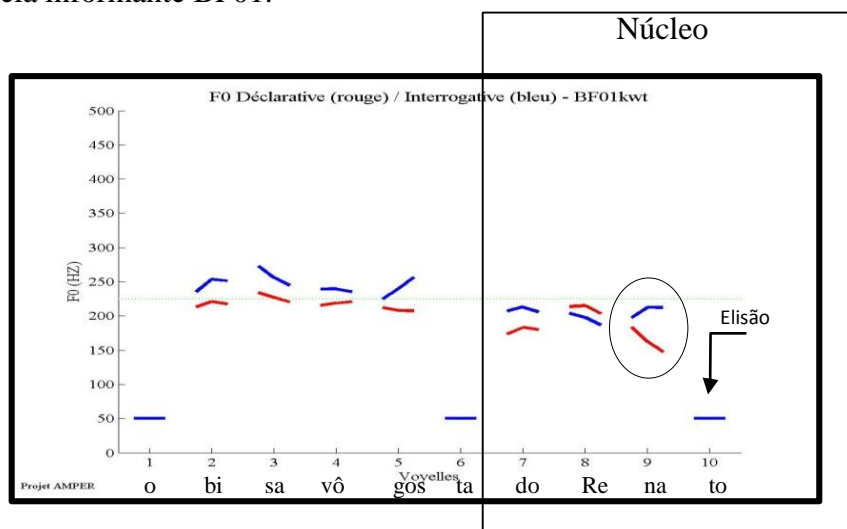 ela informante BF01.
Núcleo
F0 Déclarative (rouge) / Interrogative (bleu) - BF01kwt
500
450
400
350
300
250
200
150
100
50
0
F0 (HZ)
Elisão
1 2 3 4 5 6 7 8 9 10
Voyelles
Projet AMPER
o bi sa vô gos ta do Re na to